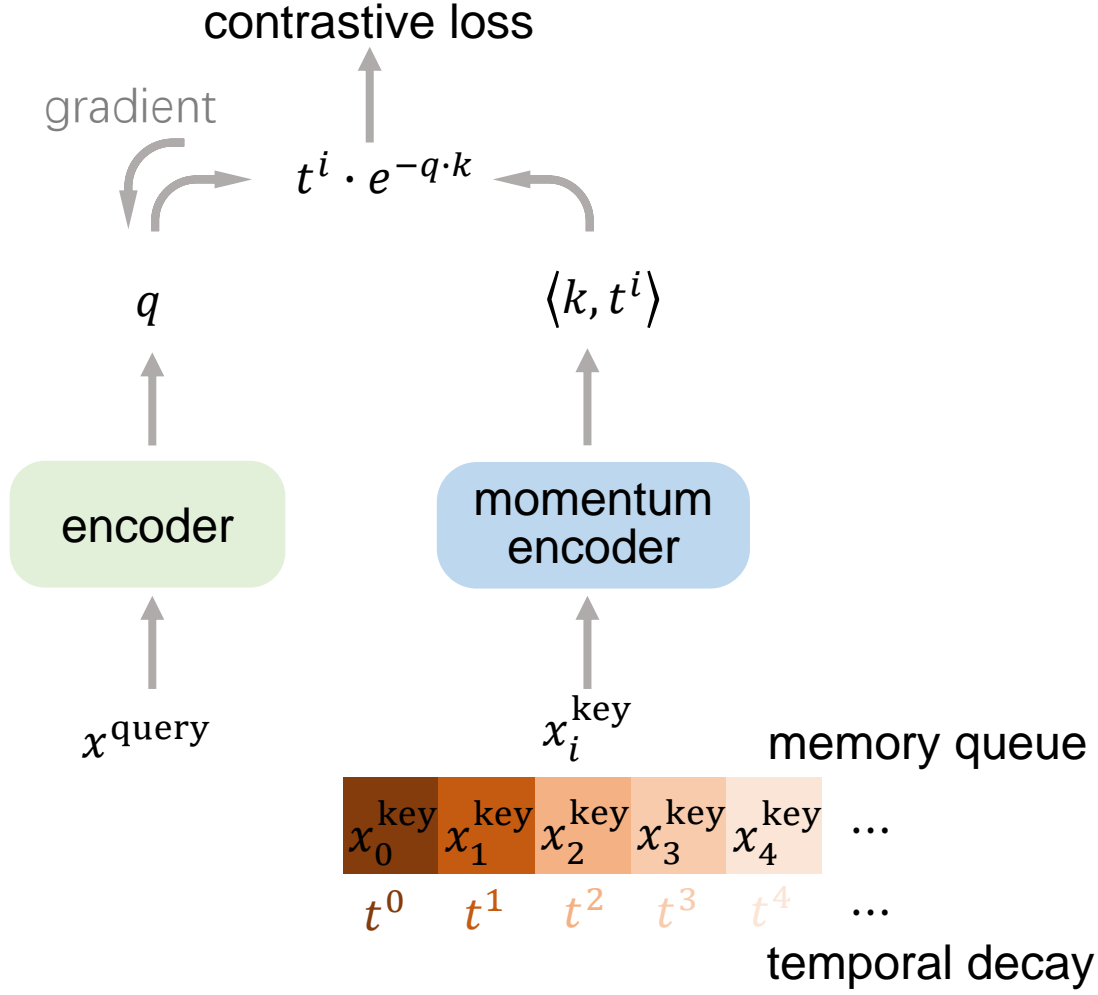 contrastive loss
gradient
t^i · e^{-q·k}
q
⟨k, t^i⟩
encoder
momentum
encoder
x^query
x_i^key
memory queue
x_0^key x_1^key x_2^key x_3^key x_4^key ...
t^0 t^1 t^2 t^3 t^4 ...
temporal decay